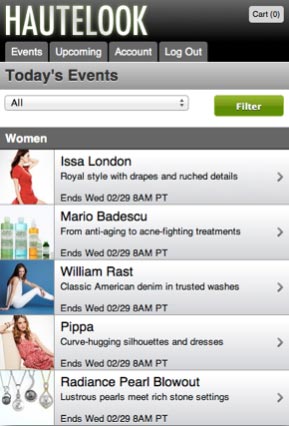 HAUTELOOK
Cart (0)
Events
Upcoming
Account
Log Out
Today's Events
All
Filter
Women
Issa London
Royal style with drapes and ruched details
Ends Wed 02/29 8AM PT
Mario Badescu
From anti-aging to acne-fighting treatments
Ends Wed 02/29 8AM PT
William Rast
Classic American denim in trusted washes
Ends Wed 02/29 8AM PT
Pippa
Curve-hugging silhouettes and dresses
Ends Wed 02/29 8AM PT
Radiance Pearl Blowout
Lustrous pearls meet rich stone settings
Ends Wed 02/29 8AM PT